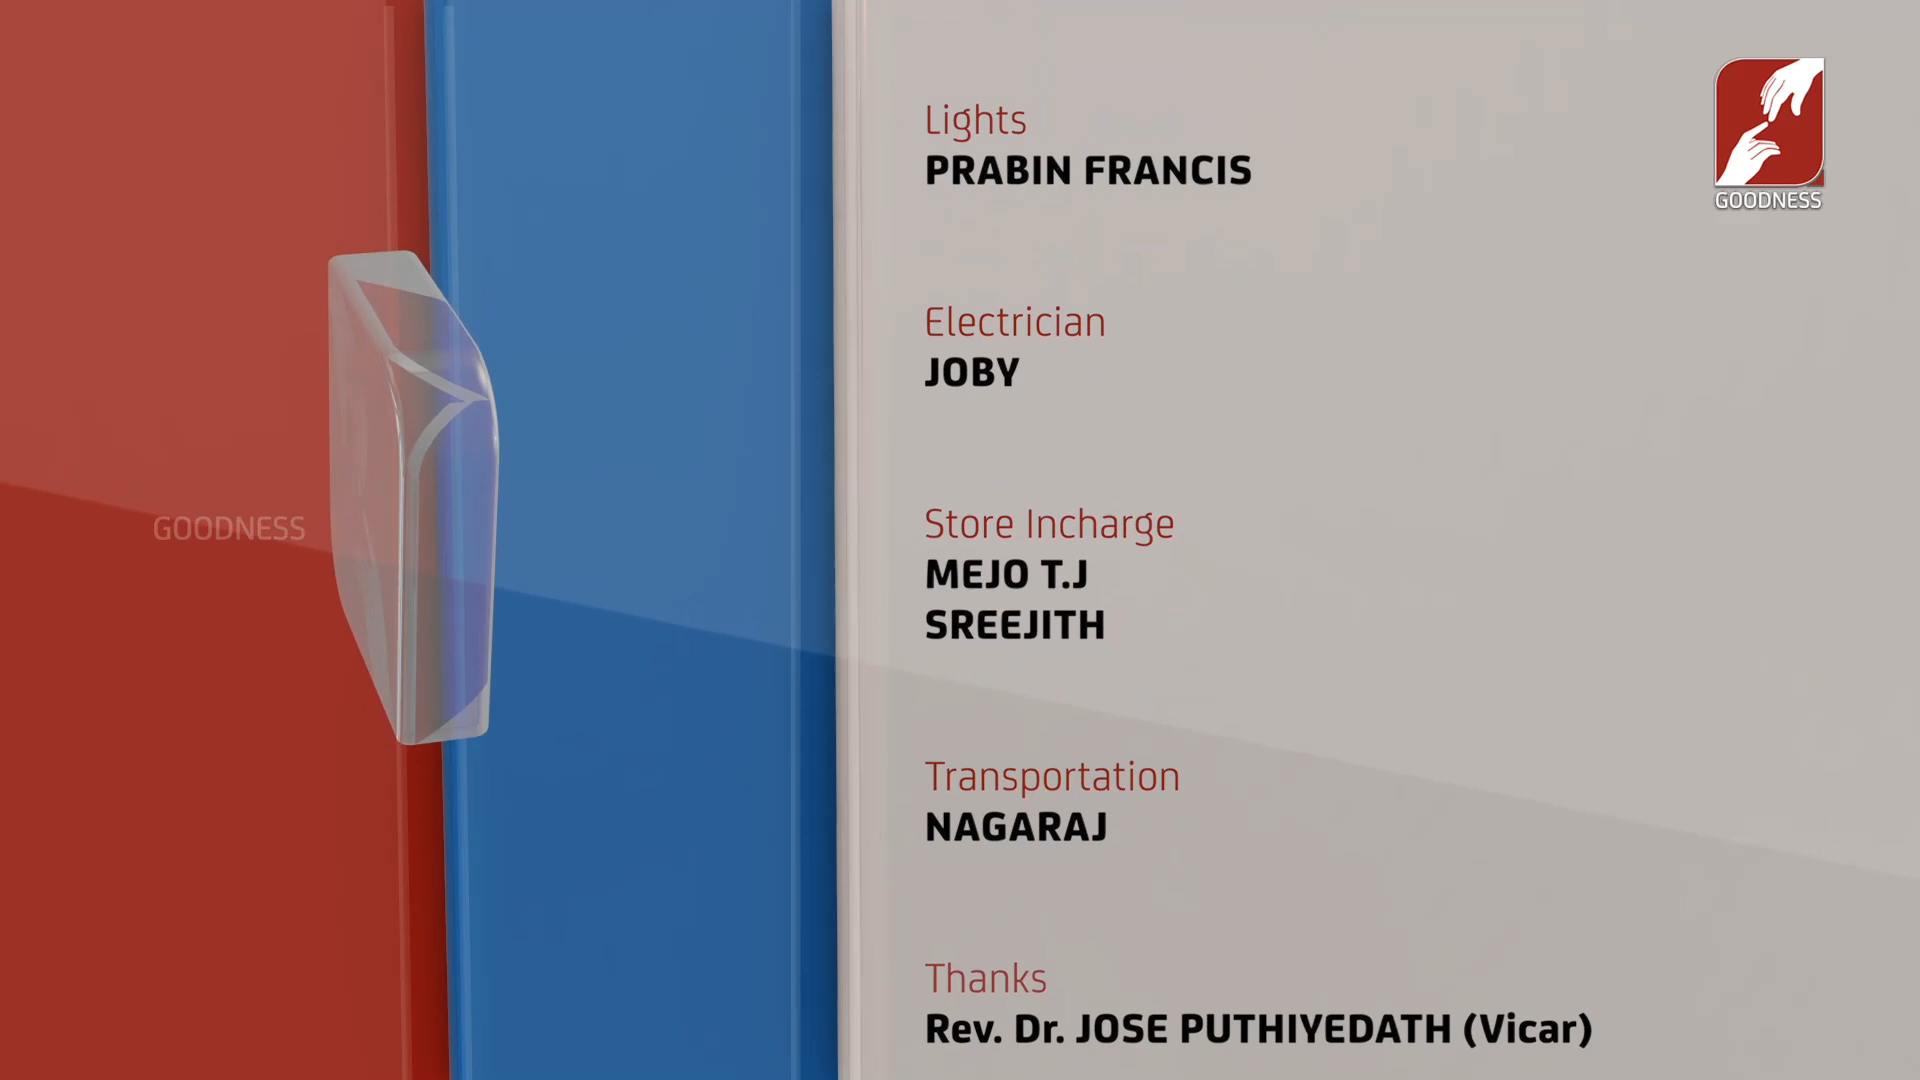 Lights
PRABIN FRANCIS
GOODNESS
Electrician
JOBY
Store Incharge
GOODNESS
MEJO T.J
SREEJITH
Transportation
NAGARAJ
Thanks
Rev. Dr. JOSE PUTHIYEDATH (Vicar)